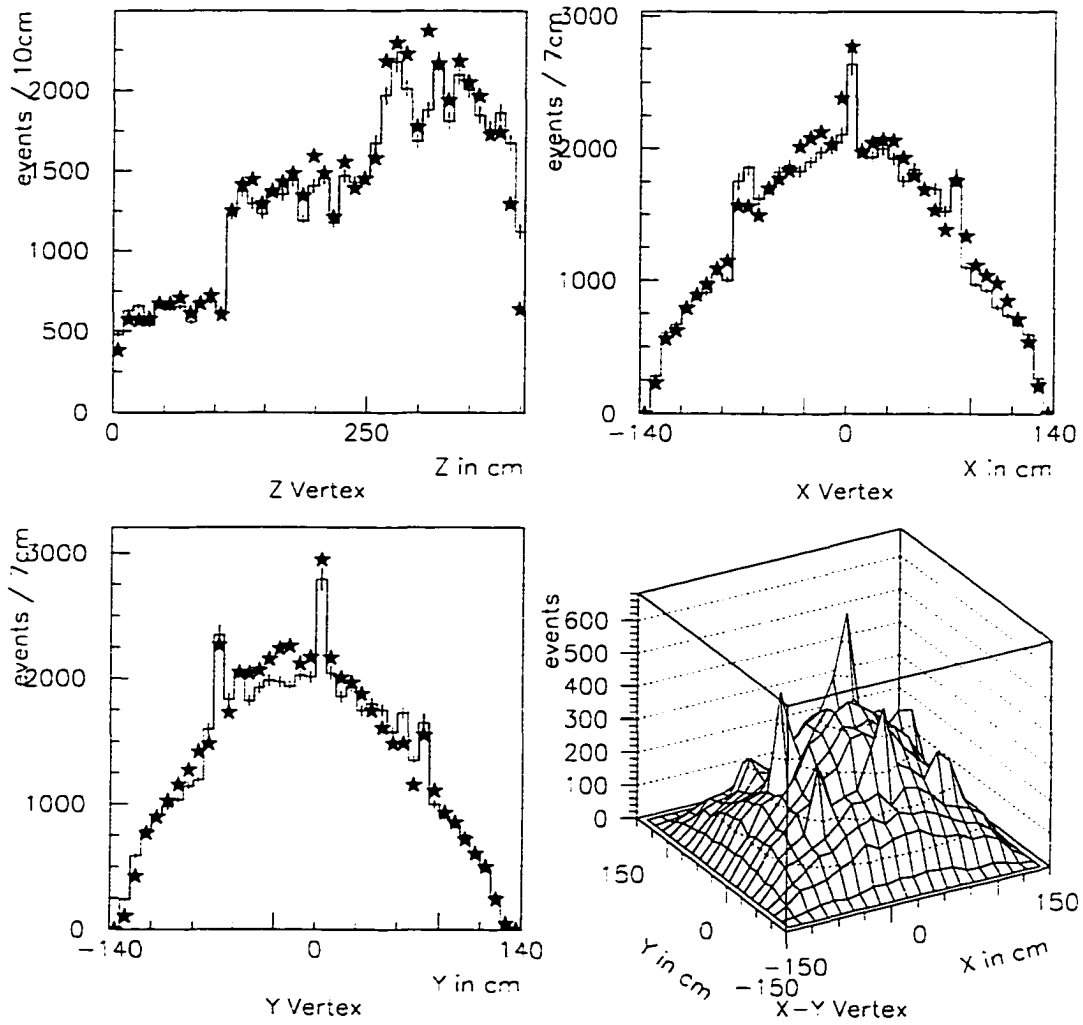 events / 10cm
2000
1500
1000
500
0
0
250
Z in cm
Z Vertex
events / 7cm
3000
2000
1000
0
-140
0
140
X in cm
X Vertex
events / 7cm
3000
2000
1000
0
-140
0
140
Y in cm
Y Vertex
events
600
500
400
300
200
100
0
150
0
-150
Y in cm
-150
0
150
X in cm
X-Y Vertex